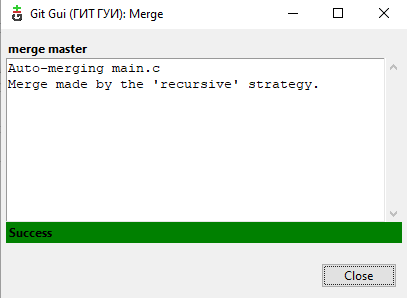 Git Gui (ГИТ ГУИ): Merge
merge master
Auto-merging main.c
Merge made by the 'recursive' strategy.
Success
Close